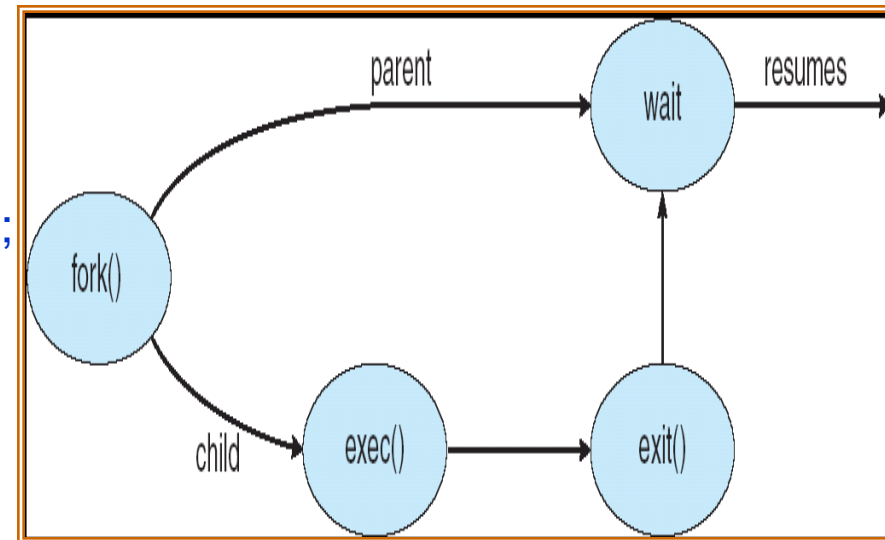 parent
wait
resumes
;
fork()
child
exec()
exit()